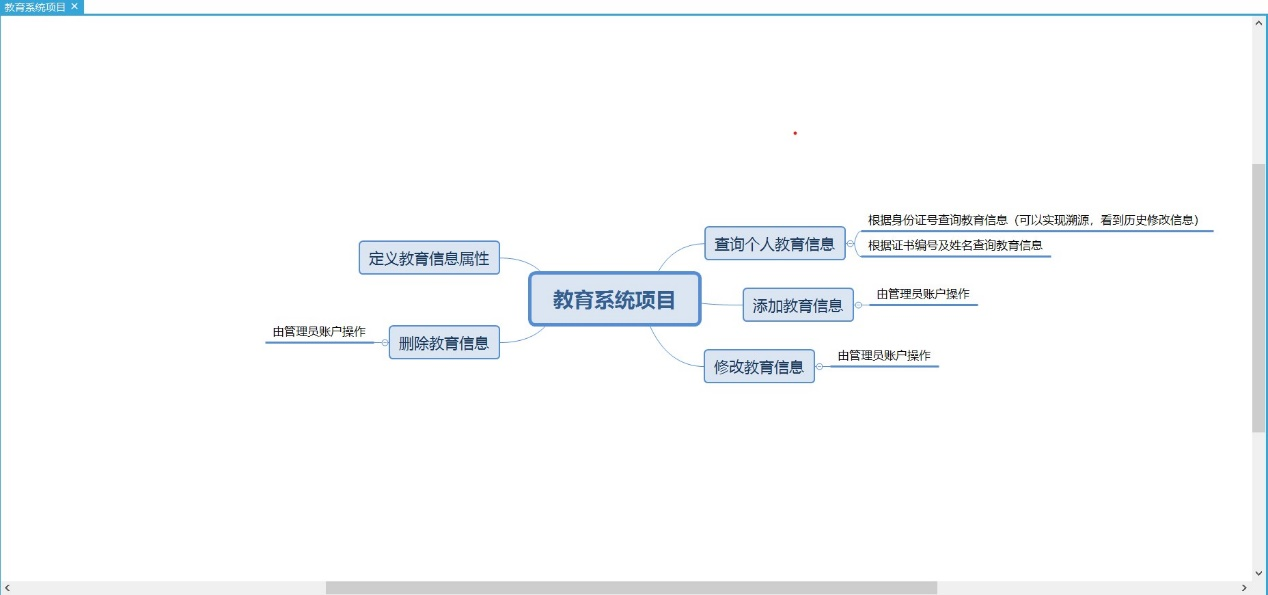 教育系统项目
根据身份证号查询教育信息（可以实现溯源，看到历史修改信息）
查询个人教育信息
根据证书编号及姓名查询教育信息
定义教育信息属性
教育系统项目
由管理员账户操作
添加教育信息
由管理员账户操作
删除教育信息
由管理员账户操作
修改教育信息